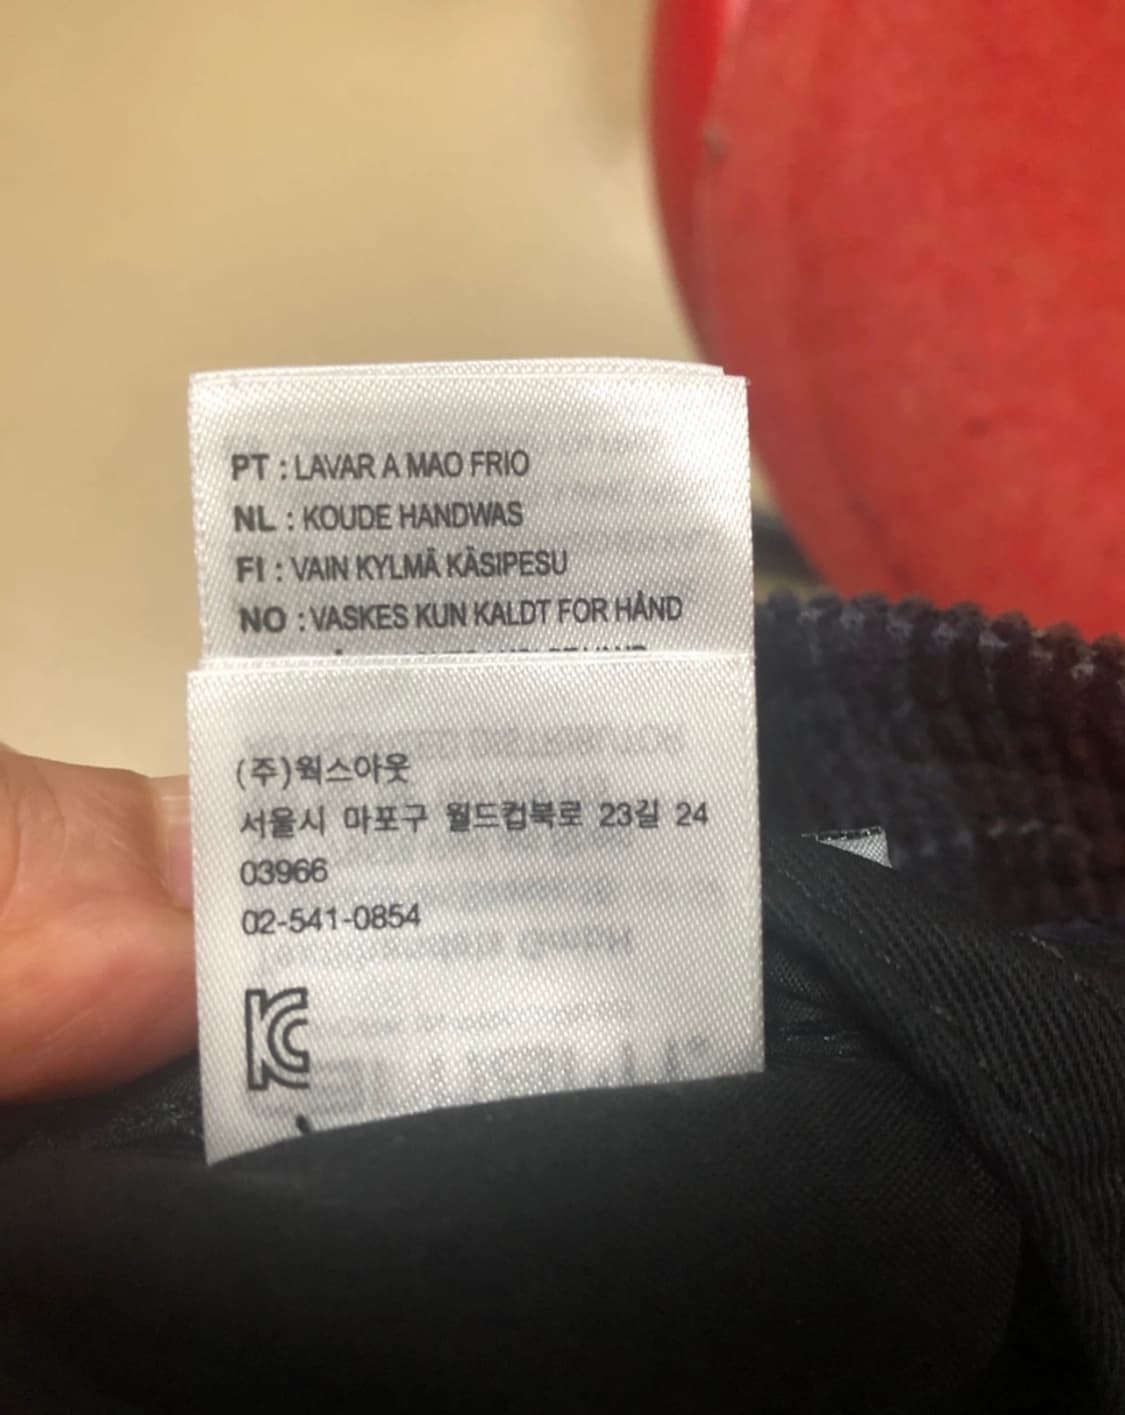 PT : LAVAR A MAO FRIO
NL : KOUDE HANDWAS
FI : VAIN KYLMÄ KÄSIPESU
NO : VASKES KUN KALDT FOR HÅND
(주)웍스아웃
서울시 마포구 월드컵북로 23길 24
03966
02-541-0854
KC